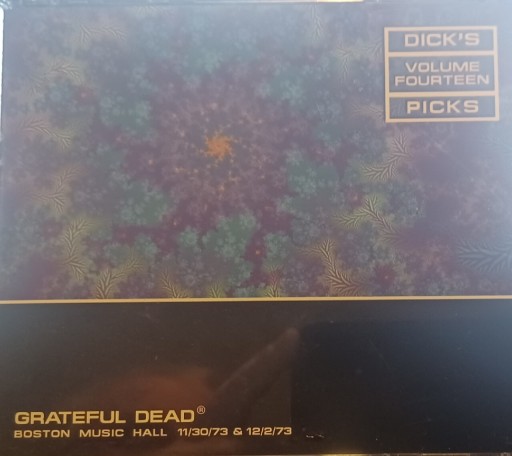 DICK'S
VOLUME
FOURTEEN
PICKS
GRATEFUL DEAD®
BOSTON MUSIC HALL 11/30/73 & 12/2/73